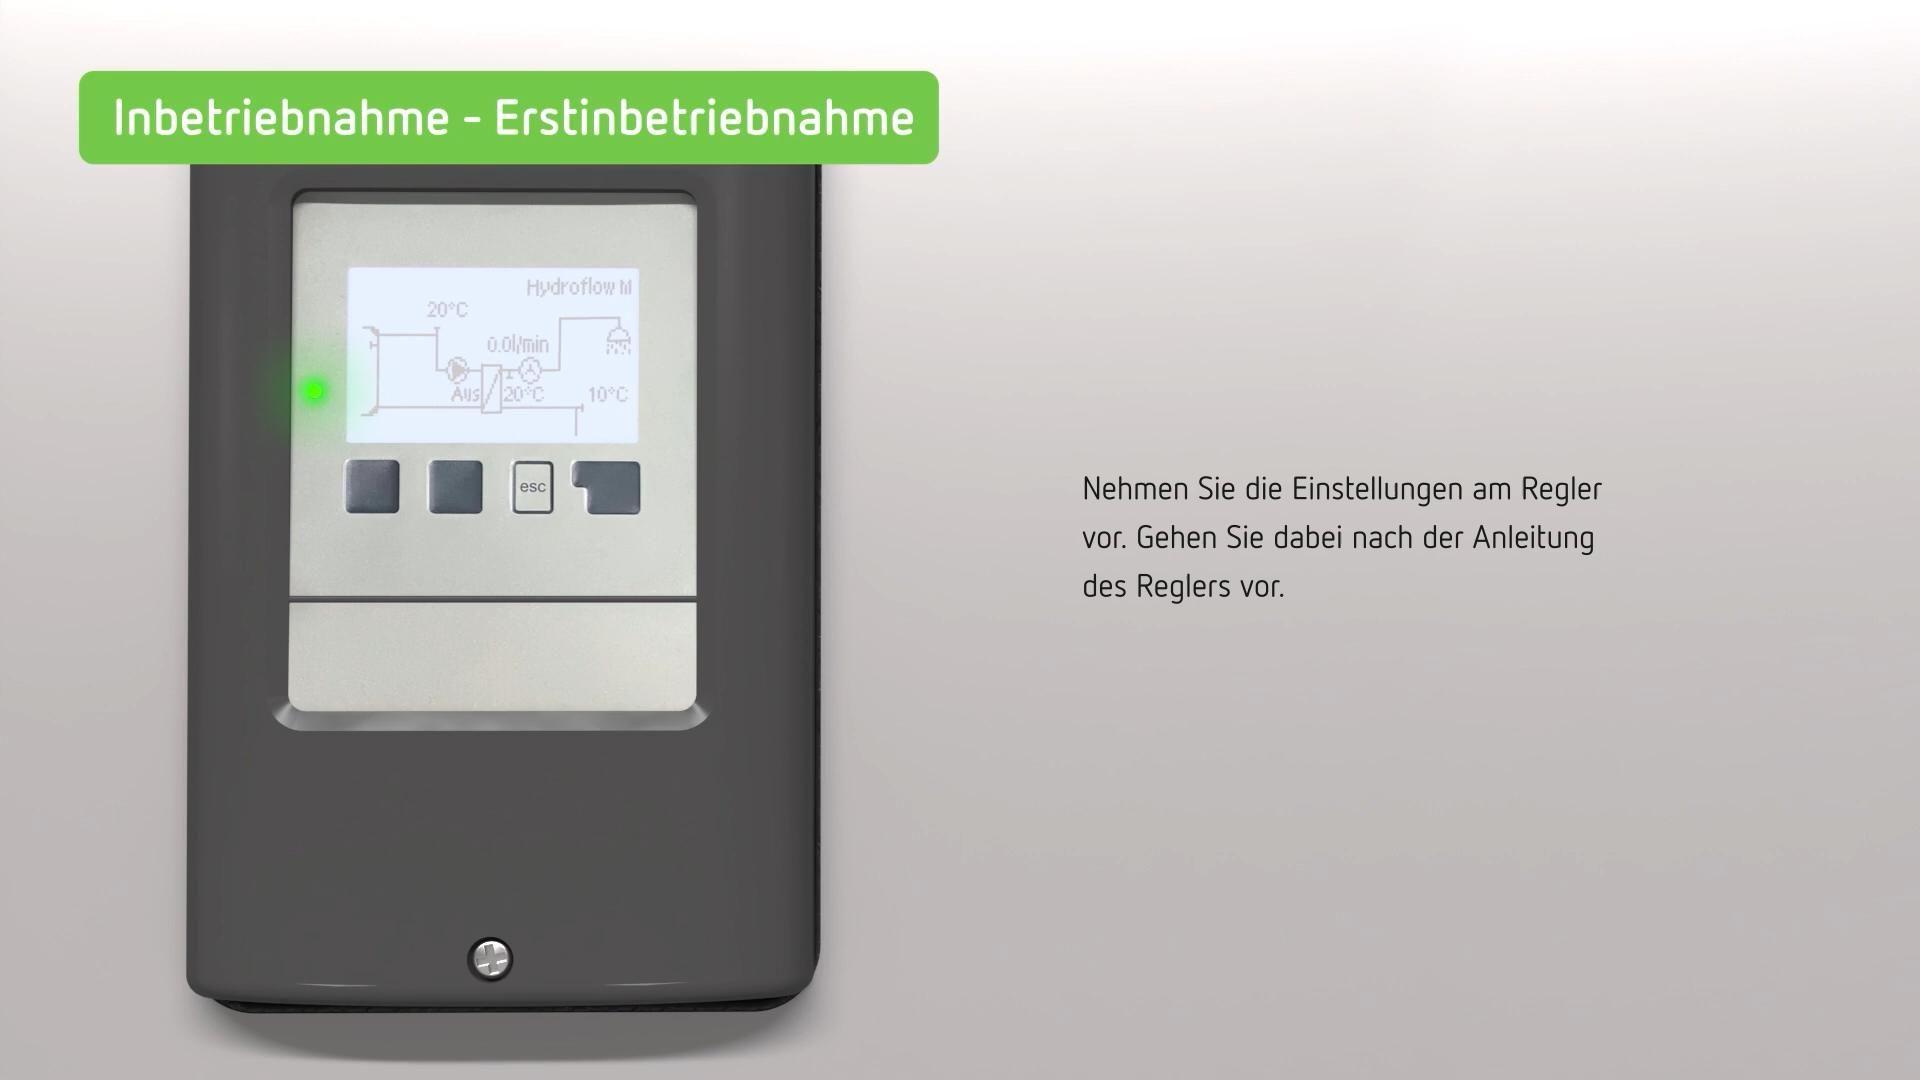 Inbetriebnahme - Erstinbetriebnahme
Hydroflow M
20°C
0.0l/min
Aus
20°C
10°C
esc
Nehmen Sie die Einstellungen am Regler
vor. Gehen Sie dabei nach der Anleitung
des Reglers vor.